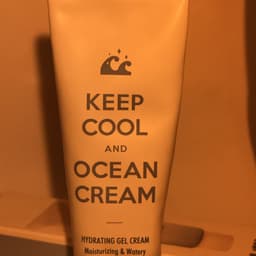 KEEP
COOL
AND
OCEAN
CREAM
HYDRATING GEL CREAM
Moisturizing & Watery